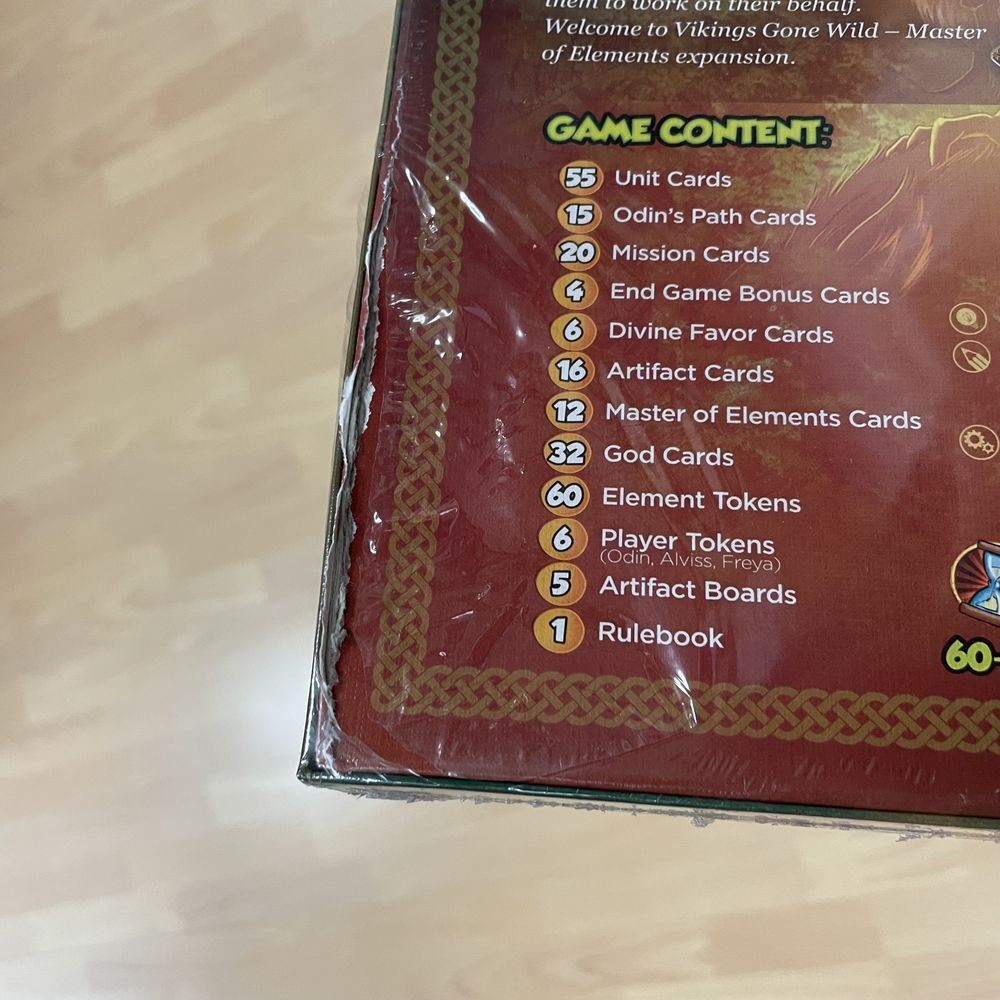 them to work on their behalf.
Welcome to Vikings Gone Wild – Master
of Elements expansion.
GAME CONTENT:
55 Unit Cards
15 Odin's Path Cards
20 Mission Cards
4 End Game Bonus Cards
6 Divine Favor Cards
16 Artifact Cards
12 Master of Elements Cards
32 God Cards
60 Element Tokens
6 Player Tokens
(Odin, Alviss, Freya)
5 Artifact Boards
1 Rulebook
60-